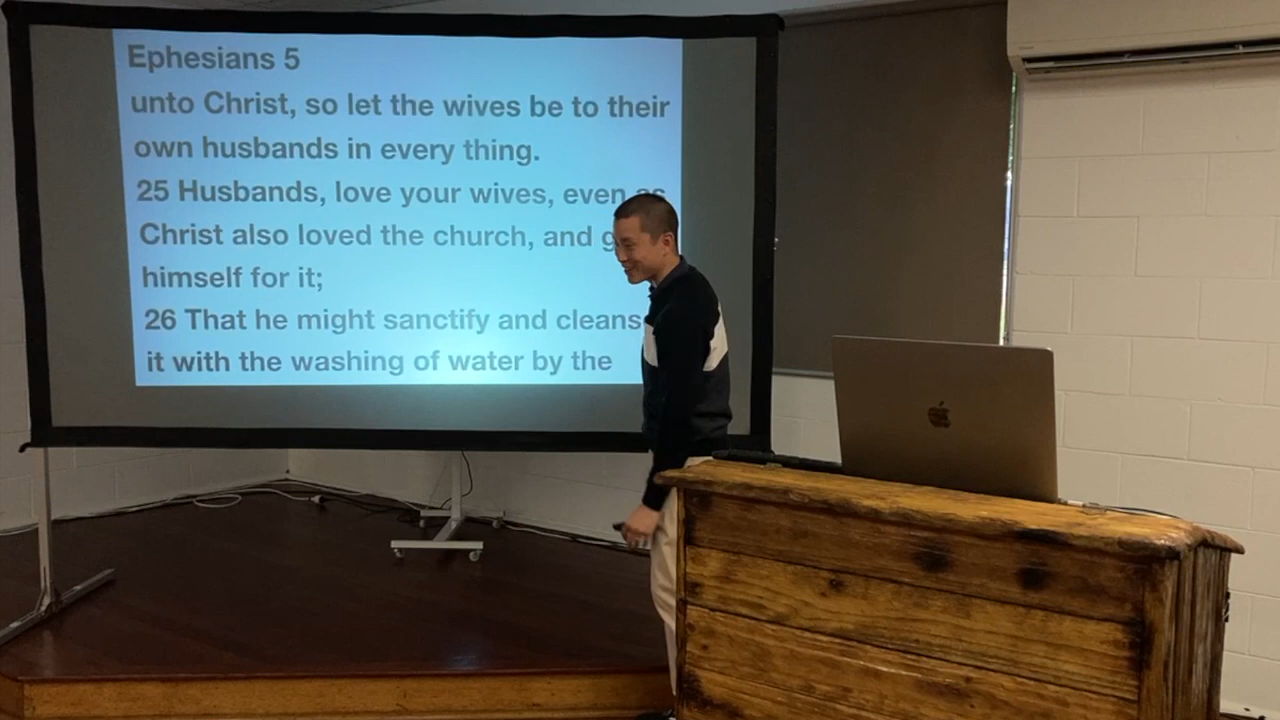 Ephesians 5
unto Christ, so let the wives be to their
own husbands in every thing.
25 Husbands, love your wives, even as
Christ also loved the church, and
himself for it;
26 That he might sanctify and cleans
it with the washing of water by the